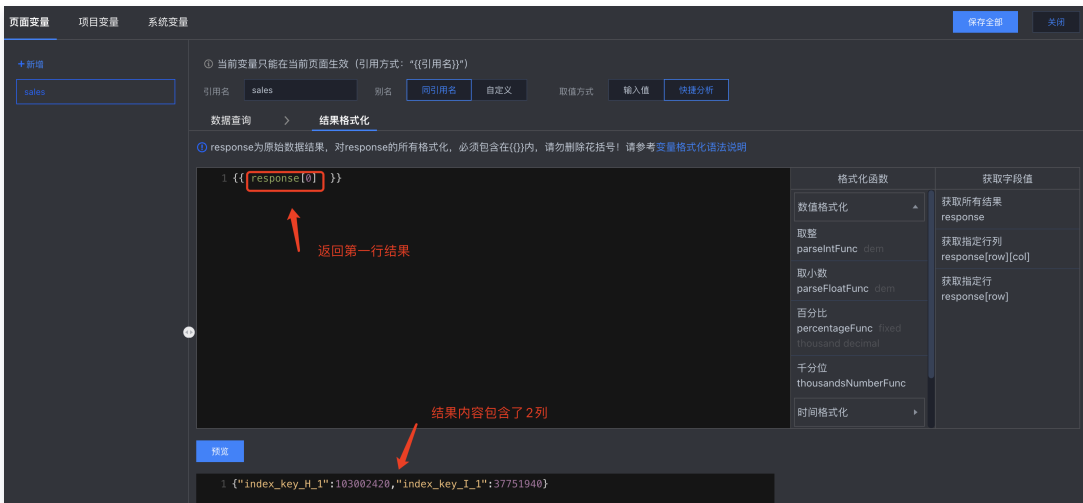 页面变量 项目变量 系统变量 保存全部 关闭
+新增
sales
当前变量只能在当前页面生效（引用方式："{{引用名}}"）
引用名 sales 别名 同引用名 自定义 取值方式 输入值 快捷分析
数据查询 > 结果格式化
response为原始数据结果，对response的所有格式化，必须包含在{{}}内，请勿删除花括号！请参考变量格式化语法说明
1 {{ response[0] }}
返回第一行结果
格式化函数
数值格式化
取整
parseIntFunc dem
取小数
parseFloatFunc dem
百分比
percentageFunc fixed
thousand decimal
千分位
thousandsNumberFunc
时间格式化
获取字段值
获取所有结果
response
获取指定行列
response[row][col]
获取指定行
response[row]
结果内容包含了2列
预览
1 {"index_key_H_1":103002420,"index_key_I_1":37751940}